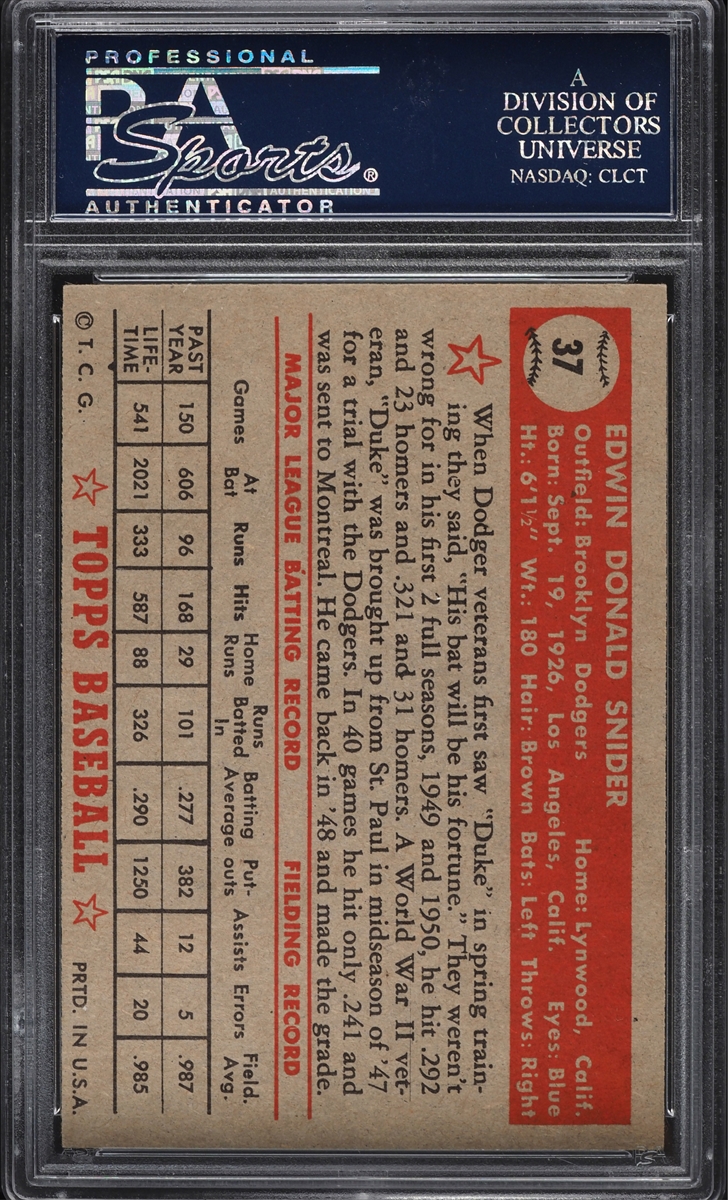 PROFESSIONAL
PSA
Sports®
AUTHENTICATOR
A
DIVISION OF
COLLECTORS
UNIVERSE
NASDAQ: CLCT
37
EDWIN DONALD SNIDER
Outfield: Brooklyn Dodgers Home: Lynwood, Calif.
Born: Sept. 19, 1926, Los Angeles, Calif. Eyes: Blue
Ht.: 6'1½" Wt.: 180 Hair: Brown Bats: Left Throws: Right
When Dodger veterans first saw "Duke" in spring train-
ing they said, "His bat will be his fortune." They weren't
wrong for in his first 2 full seasons, 1949 and 1950, he hit .292
and 23 homers and .321 and 31 homers. A World War II vet-
eran, "Duke" was brought up from St. Paul in midseason of '47
for a trial with the Dodgers. In 40 games he hit only .241 and
was sent to Montreal. He came back in '48 and made the grade.
MAJOR LEAGUE BATTING RECORD FIELDING RECORD
Games At Bat Runs Hits Home Runs Runs Batted In Batting Average Put-outs Assists Errors Field. Avg.
PAST YEAR 150 606 96 168 29 101 .277 382 12 5 .987
LIFE-TIME 541 2021 333 587 88 326 .290 1250 44 20 .985
© T. C. G. TOPPS BASEBALL PRTD. IN U.S.A.